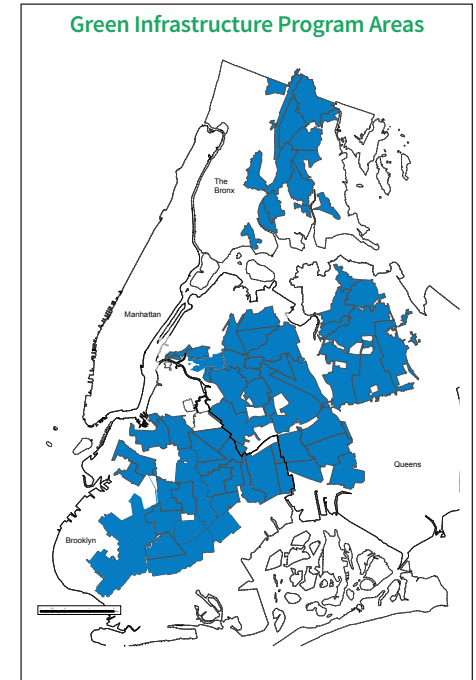 Green Infrastructure Program Areas
The
Bronx
Manhattan
Queens
Brooklyn